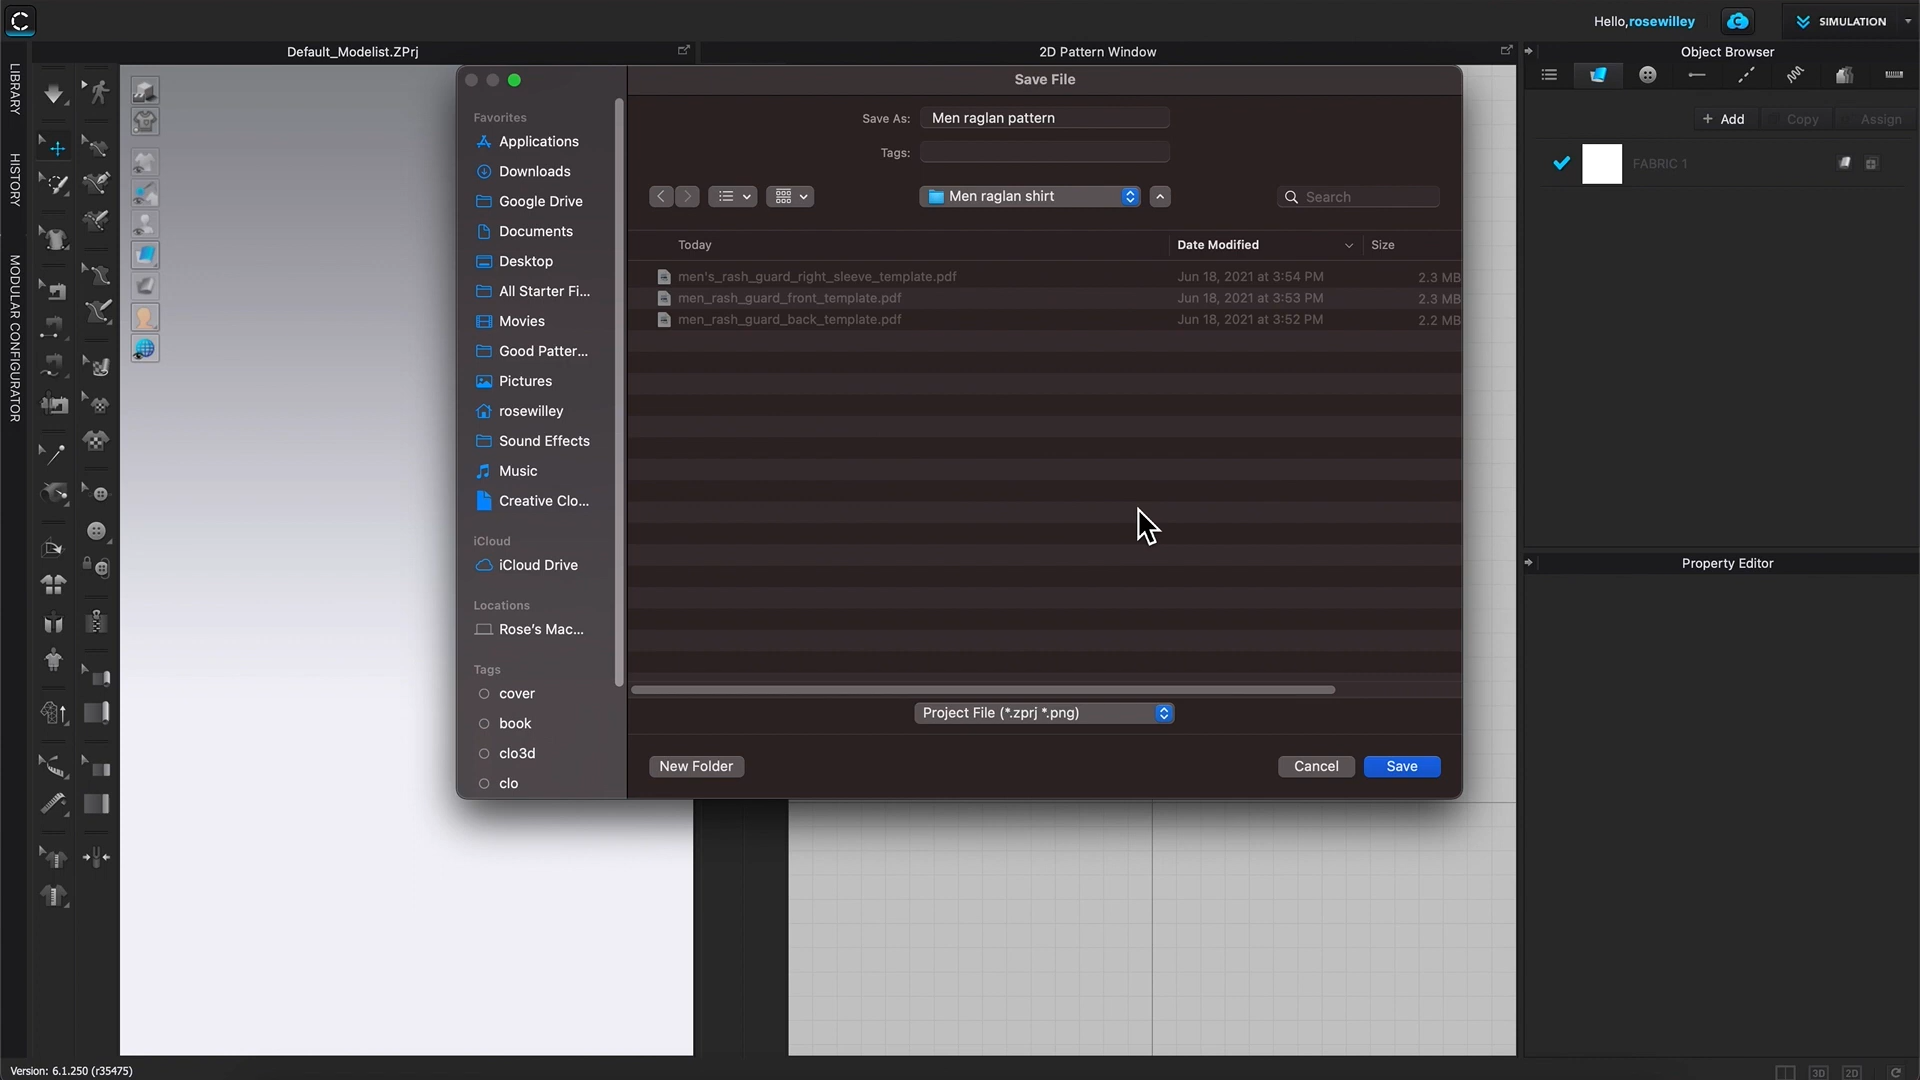 Hello,rosewilley
SIMULATION
Default_Modelist.ZPrj
2D Pattern Window
Object Browser
LIBRARY
HISTORY
MODULAR CONFIGURATOR
Save File
Favorites
Applications
Downloads
Google Drive
Documents
Desktop
All Starter Fi...
Movies
Good Patter...
Pictures
rosewilley
Sound Effects
Music
Creative Clo...
iCloud
iCloud Drive
Locations
Rose's Mac...
Tags
cover
book
clo3d
clo
Save As: Men raglan pattern
Tags:
Men raglan shirt
Search
Today Date Modified Size
men's_rash_guard_right_sleeve_template.pdf Jun 18, 2021 at 3:54 PM 2.3 MB
men_rash_guard_front_template.pdf Jun 18, 2021 at 3:53 PM 2.3 MB
men_rash_guard_back_template.pdf Jun 18, 2021 at 3:52 PM 2.2 MB
Project File (*.zprj *.png)
New Folder Cancel Save
+ Add Copy Assign
FABRIC 1
Property Editor
Version: 6.1.250 (r35475)
3D 2D